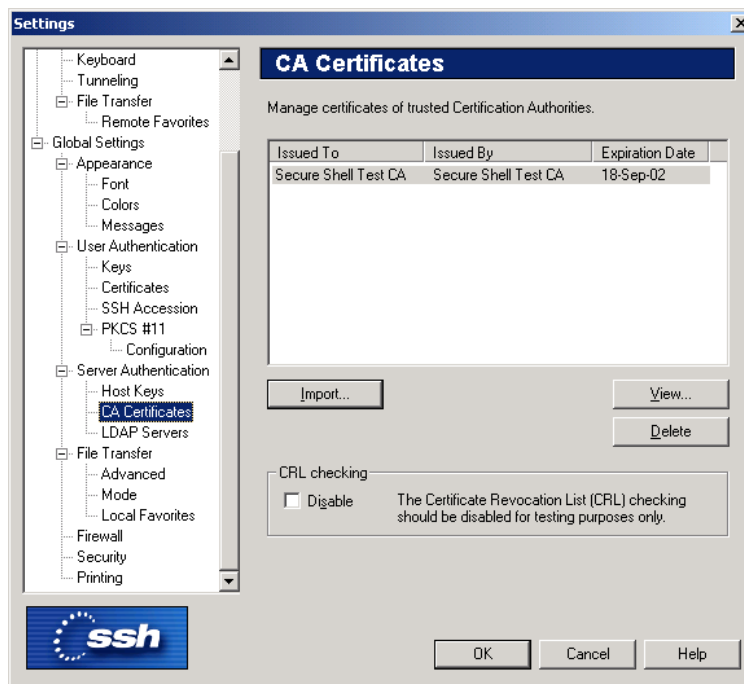 Settings
Keyboard
Tunneling
File Transfer
Remote Favorites
Global Settings
Appearance
Font
Colors
Messages
User Authentication
Keys
Certificates
SSH Accession
PKCS #11
Configuration
Server Authentication
Host Keys
CA Certificates
LDAP Servers
File Transfer
Advanced
Mode
Local Favorites
Firewall
Security
Printing
ssh
CA Certificates
Manage certificates of trusted Certification Authorities.
Issued To Issued By Expiration Date
Secure Shell Test CA Secure Shell Test CA 18-Sep-02
Import... View...
Delete
CRL checking
Disable
The Certificate Revocation List (CRL) checking
should be disabled for testing purposes only.
OK Cancel Help